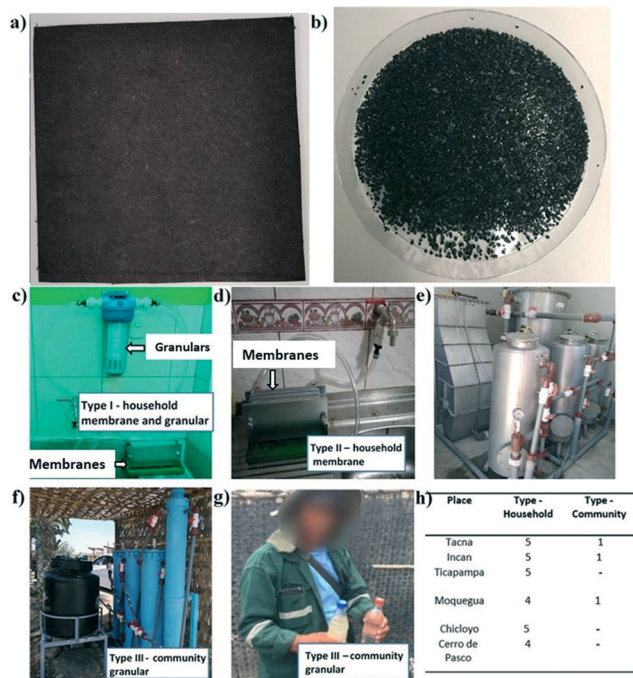 a)
b)
c)
Granulars
Type I - household
membrane and granular
Membranes
d)
Membranes
Type II – household
membrane
e)
f)
Type III - community
granular
g)
Type III – community
granular
h)
Place Type - Household Type - Community
Tacna 5 1
Incan 5 1
Ticapampa 5 -
Moquegua 4 1
Chicloyo 5 -
Cerro de Pasco 4 -